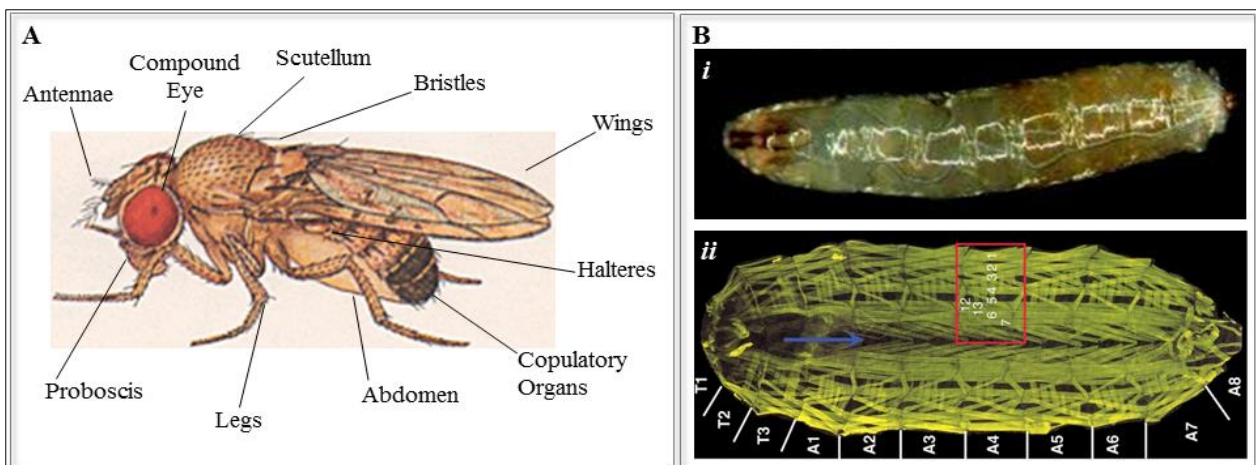 A
Compound
Eye
Scutellum
Antennae
Bristles
Wings
Halteres
Proboscis
Legs
Abdomen
Copulatory
Organs
B
i
ii
1
2
3
4
5
12
13
6
7
T1
T2
T3
A1
A2
A3
A4
A5
A6
A7
A8